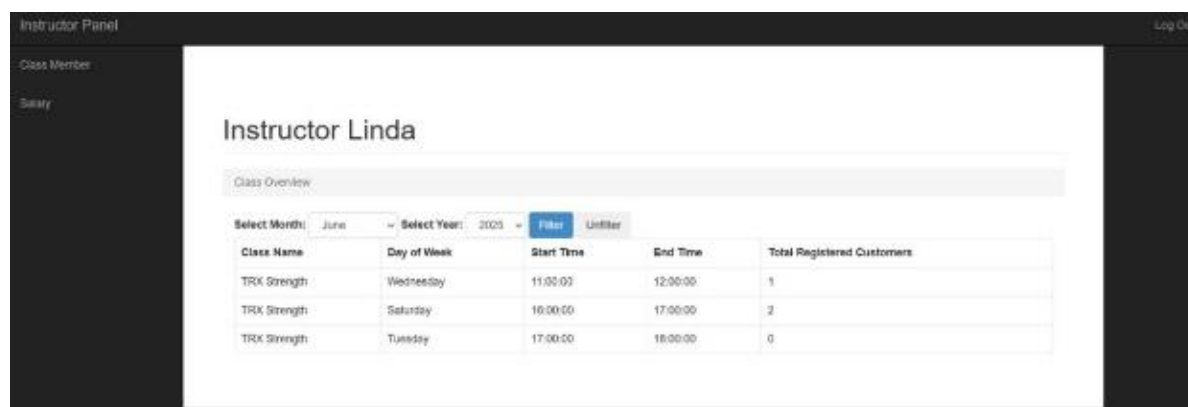 Instructor Panel Log
Class Member
Salary
Instructor Linda
Class Overview
Select Month: June Select Year: 2025 Filter Unfilter
Class Name Day of Week Start Time End Time Total Registered Customers
TRX Strength Wednesday 11:00:00 12:00:00 1
TRX Strength Saturday 16:00:00 17:00:00 2
TRX Strength Tuesday 17:00:00 18:00:00 0